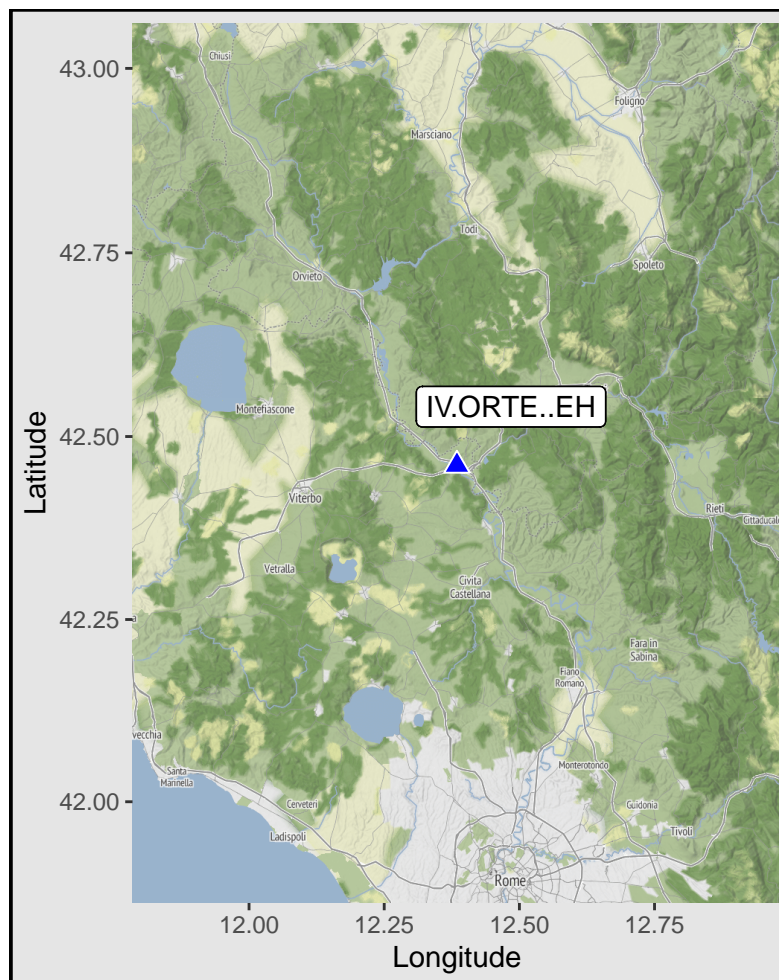 43.00
42.75
42.50
42.25
42.00
Latitude
Chiusi
Foligno
Marsciano
Todi
Spoleto
Orvieto
IV.ORTE..EH
Montefiascone
Viterbo
Rieti
Cittaducale
Vetralla
Civita
Castellana
Fara in
Sabina
Fiano
Romano
vecchia
Santa
Marinella
Monterotondo
Cerveteri
Guidonia
Ladispoli
Tivoli
Rome
12.00
12.25
12.50
12.75
Longitude